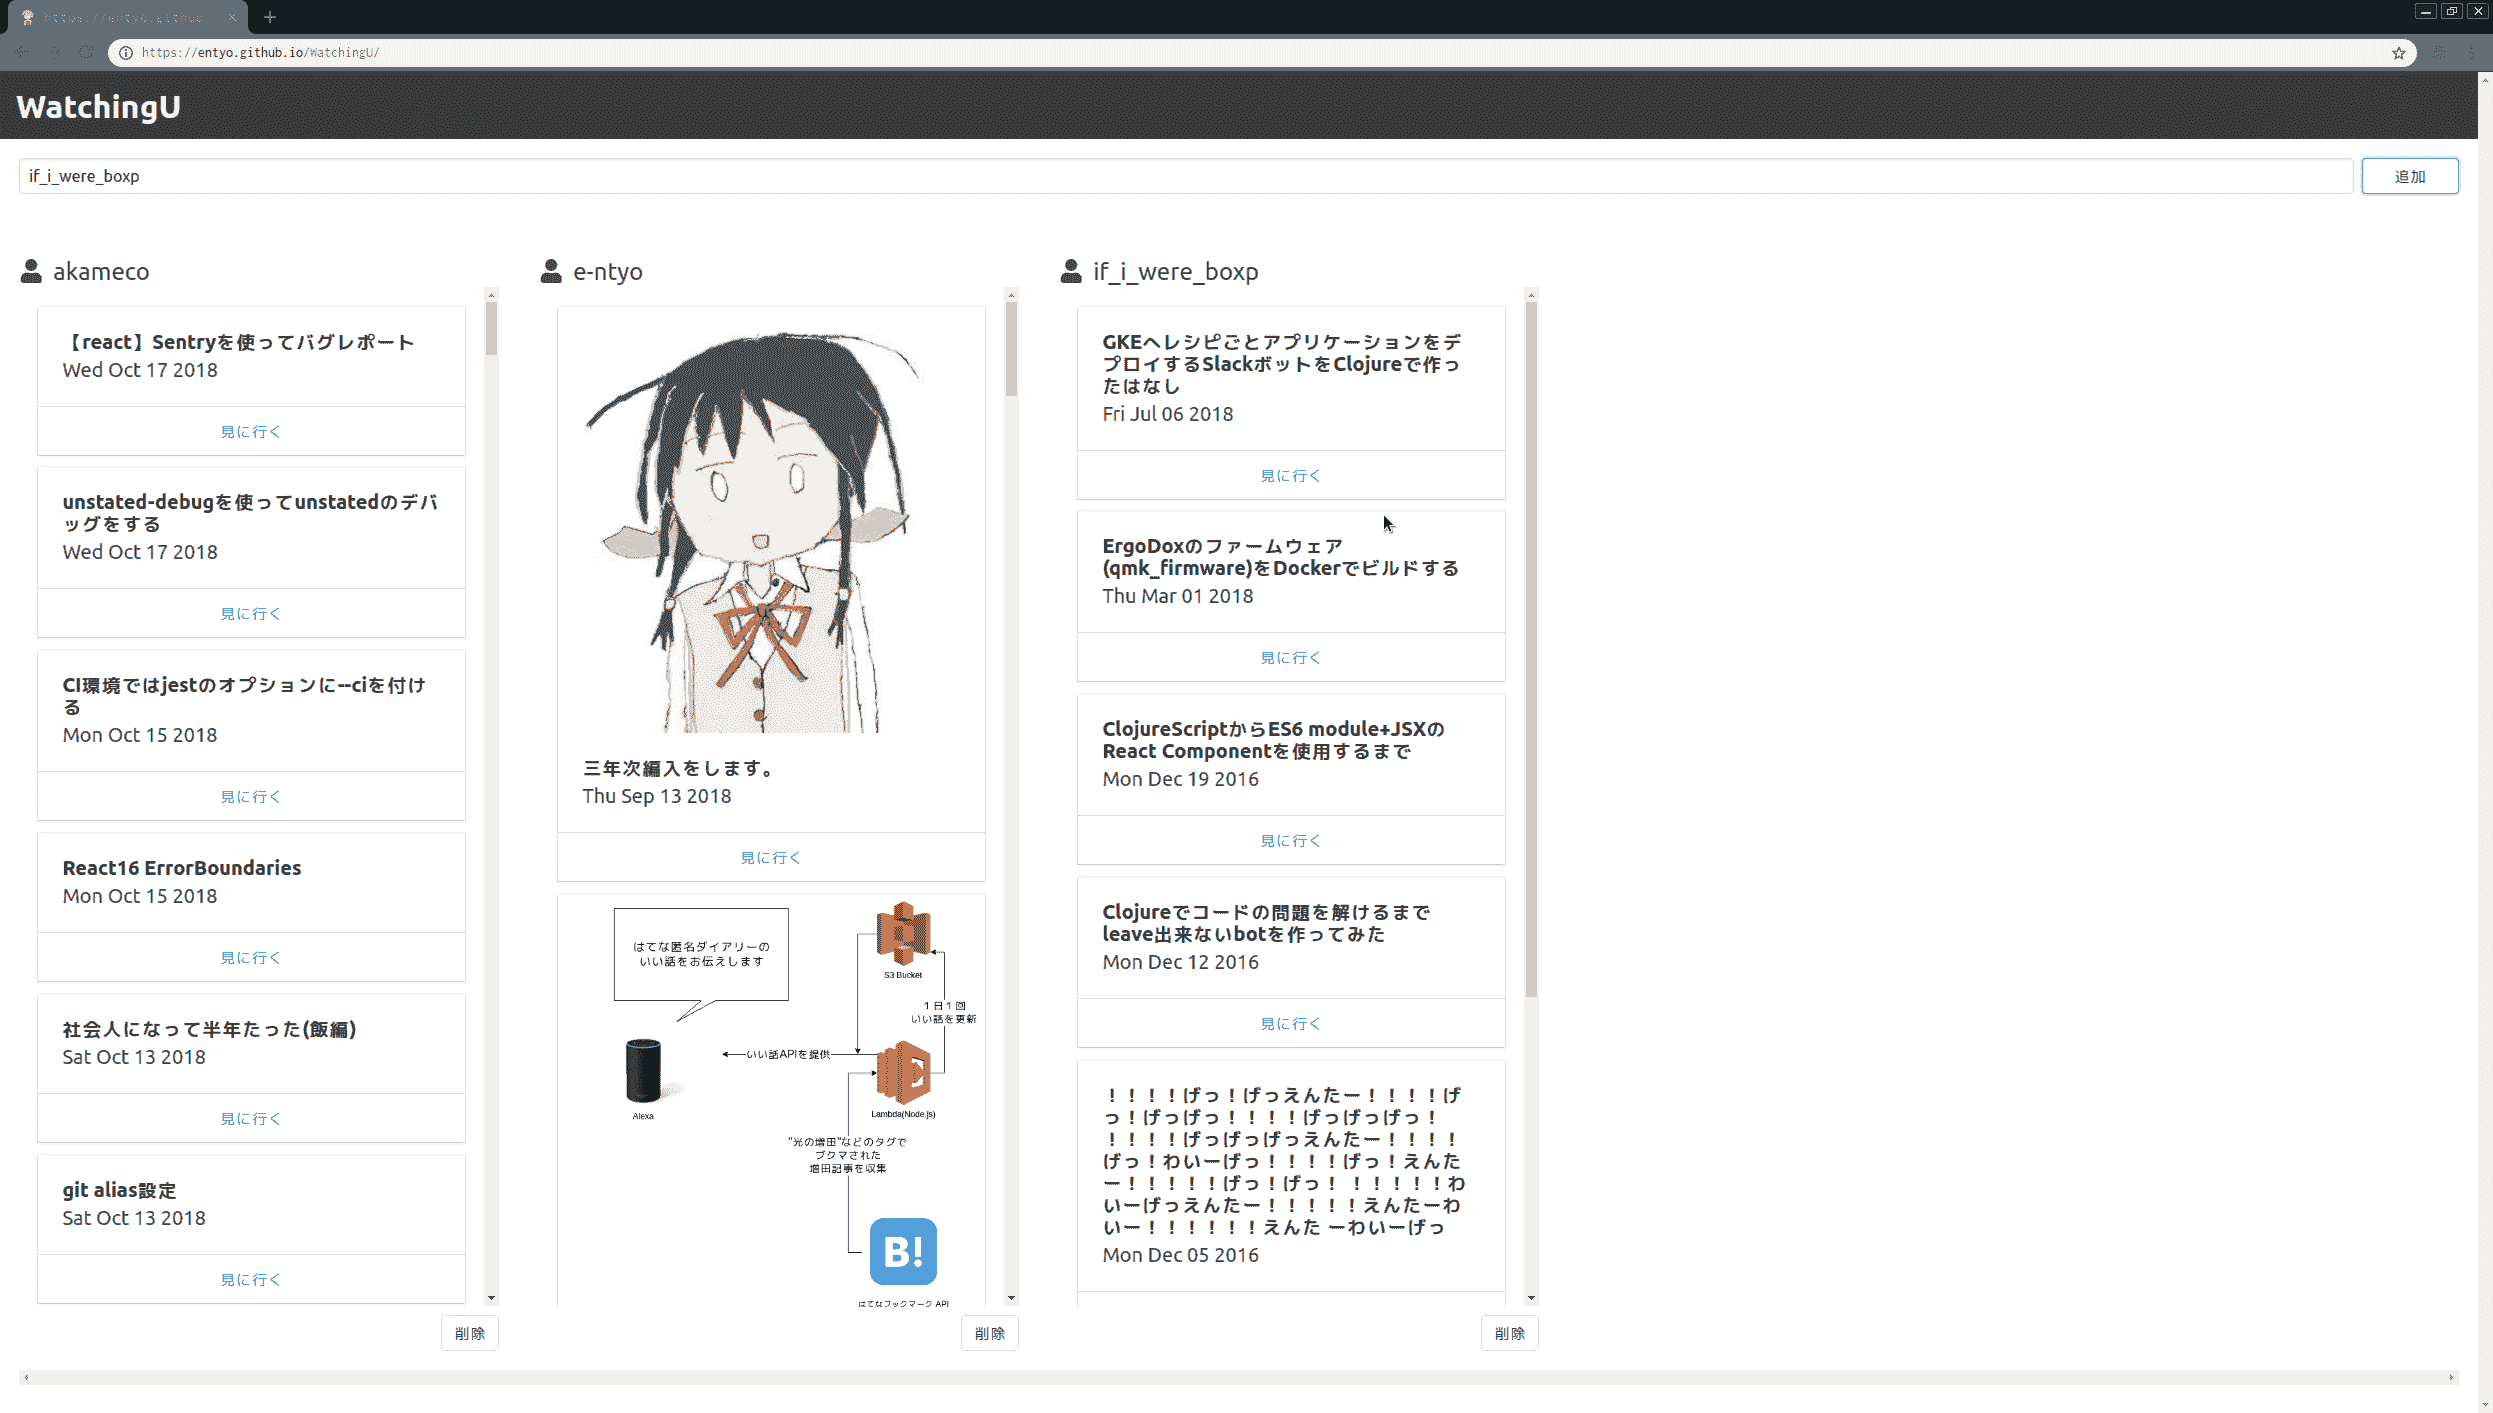 https://entyo.github
https://entyo.github.io/WatchingU/
WatchingU
if_i_were_boxp
追加
akameco
【react】Sentryを使ってバグレポート
Wed Oct 17 2018
見に行く
unstated-debugを使ってunstatedのデバ
ッグをする
Wed Oct 17 2018
見に行く
CI環境ではjestのオプションに--ciを付け
る
Mon Oct 15 2018
見に行く
React16 ErrorBoundaries
Mon Oct 15 2018
見に行く
社会人になって半年たった(飯編)
Sat Oct 13 2018
見に行く
git alias設定
Sat Oct 13 2018
見に行く
削除
e-ntyo
三年次編入をします。
Thu Sep 13 2018
見に行く
はてな匿名ダイアリーの
いい話をお伝えします
S3 Bucket
1日1回
いい話を更新
いい話APIを提供
Alexa
Lambda(Node.js)
"光の増田"などのタグで
ブクマされた
増田記事を収集
B!
はてなブックマーク API
削除
if_i_were_boxp
GKEへレシピごとアプリケーションをデ
プロイするSlackボットをClojureで作っ
たはなし
Fri Jul 06 2018
見に行く
ErgoDoxのファームウェア
(qmk_firmware)をDockerでビルドする
Thu Mar 01 2018
見に行く
ClojureScriptからES6 module+JSXの
React Componentを使用するまで
Mon Dec 19 2016
見に行く
Clojureでコードの問題を解けるまで
leave出来ないbotを作ってみた
Mon Dec 12 2016
見に行く
！！！！げっ！げっえんたー！！！！げ
っ！げっげっ！！！！げっげっげっ！
！！！！げっげっげっえんたー！！！！
げっ！わいーげっ！！！！げっ！えんた
ー！！！！！げっ！げっ！ ！！！！！わ
いーげっえんたー！！！！！えんたーわ
いー！！！！！！えんた ーわいーげっ
Mon Dec 05 2016
削除